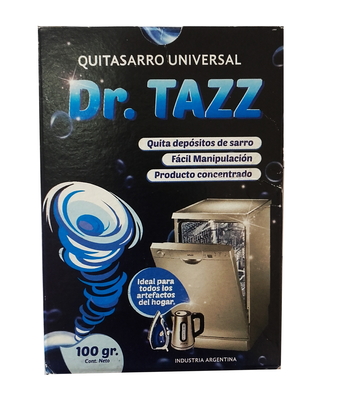 QUITASARRO UNIVERSAL
Dr. TAZZ
Quita depósitos de sarro
Fácil Manipulación
Producto concentrado
Ideal para
todos los
artefactos
del hogar.
100 gr.
Cont. Neto
INDUSTRIA ARGENTINA